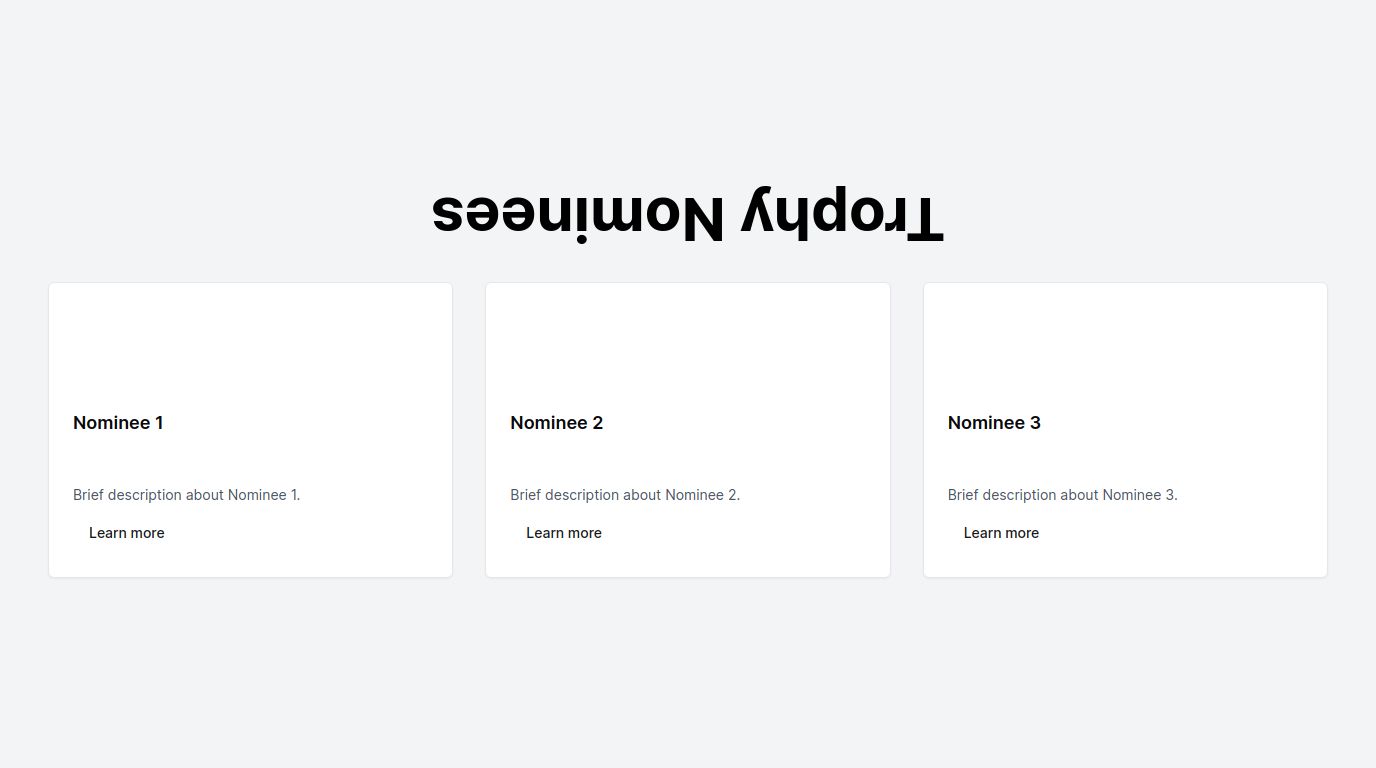 Trophy Nominees
Nominee 1
Brief description about Nominee 1.
Learn more
Nominee 2
Brief description about Nominee 2.
Learn more
Nominee 3
Brief description about Nominee 3.
Learn more